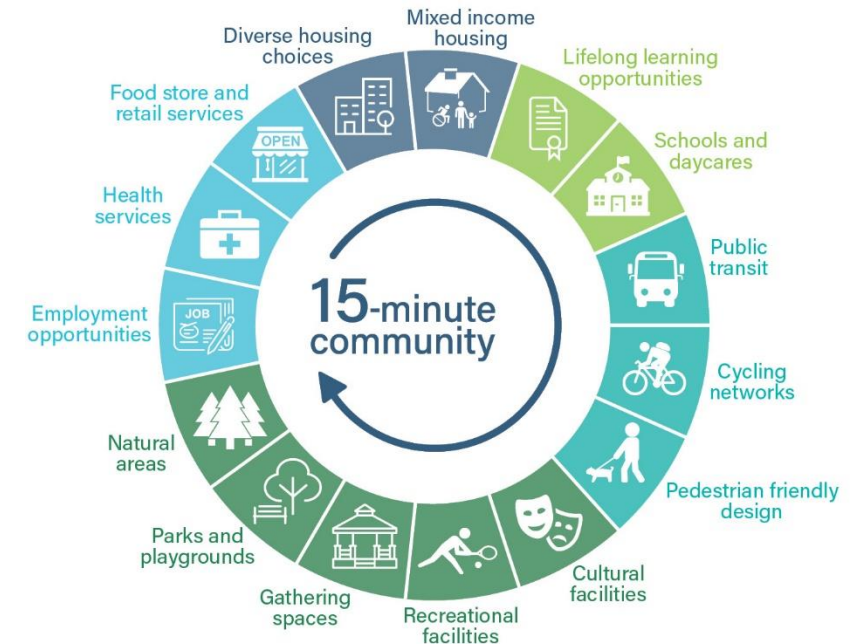 Mixed income
housing
Lifelong learning
opportunities
Schools and
daycares
Public
transit
Cycling
networks
Pedestrian friendly
design
Cultural
facilities
Recreational
facilities
Gathering
spaces
Parks and
playgrounds
Natural
areas
Employment
opportunities
JOB
Health
services
Food store and
retail services
OPEN
Diverse housing
choices
15-minute
community